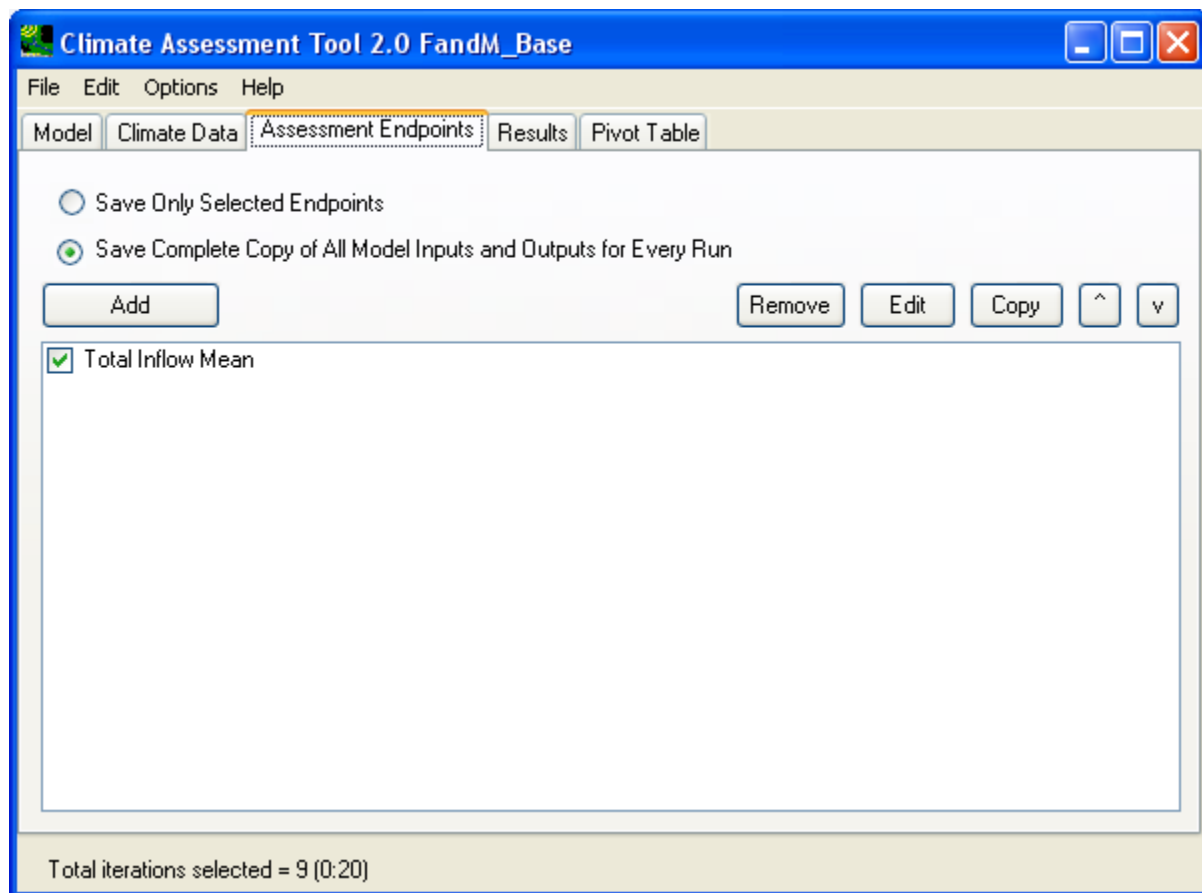 Climate Assessment Tool 2.0 FandM_Base
File Edit Options Help
Model Climate Data Assessment Endpoints Results Pivot Table
Save Only Selected Endpoints
Save Complete Copy of All Model Inputs and Outputs for Every Run
Add Remove Edit Copy ^ v
Total Inflow Mean
Total iterations selected = 9 (0:20)